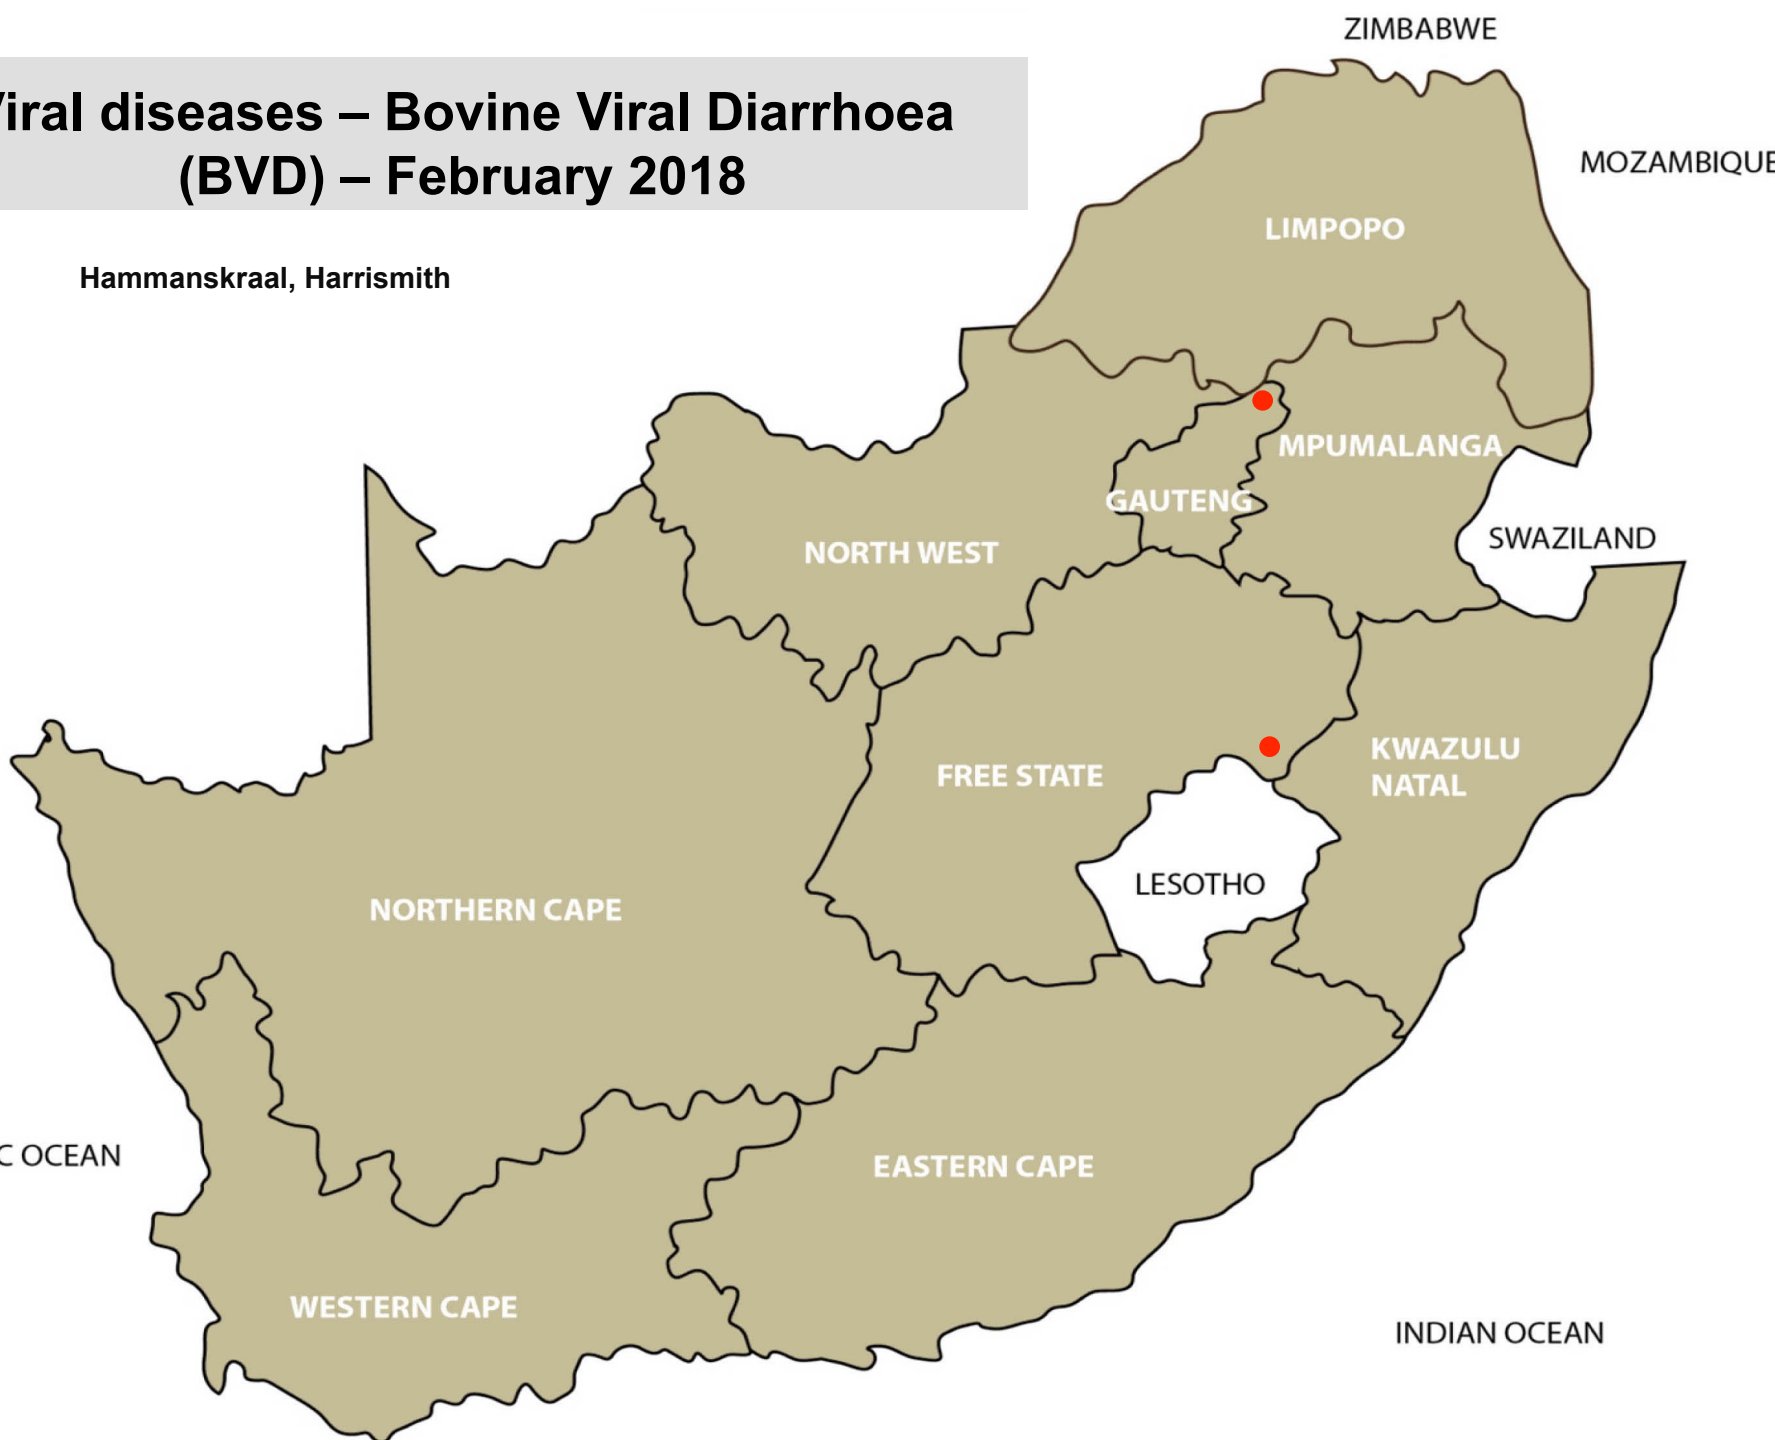 ZIMBABWE
Viral diseases – Bovine Viral Diarrhoea
(BVD) – February 2018
MOZAMBIQUE
LIMPOPO
Hammanskraal, Harrismith
MPUMALANGA
GAUTENG
SWAZILAND
NORTH WEST
KWAZULU
NATAL
FREE STATE
LESOTHO
NORTHERN CAPE
C OCEAN
EASTERN CAPE
WESTERN CAPE
INDIAN OCEAN